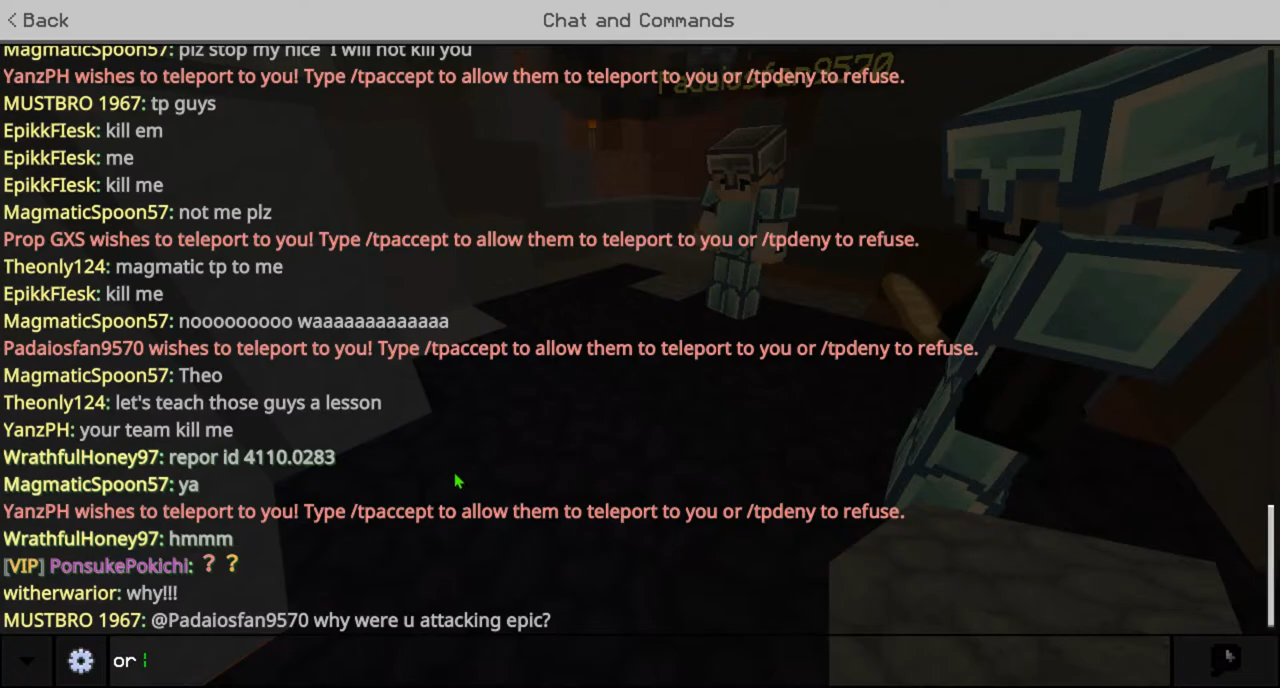 < Back
Chat and Commands
MagmaticSpoon57: plz stop my nice I will not kill you
Padaiosfan9570
YanzPH wishes to teleport to you! Type /tpaccept to allow them to teleport to you or /tpdeny to refuse.
MUSTBRO 1967: tp guys
EpikkFIesk: kill em
EpikkFIesk: me
EpikkFIesk: kill me
MagmaticSpoon57: not me plz
Prop GXS wishes to teleport to you! Type /tpaccept to allow them to teleport to you or /tpdeny to refuse.
Theonly124: magmatic tp to me
EpikkFIesk: kill me
MagmaticSpoon57: nooooooooo waaaaaaaaaaaaa
Padaiosfan9570 wishes to teleport to you! Type /tpaccept to allow them to teleport to you or /tpdeny to refuse.
MagmaticSpoon57: Theo
Theonly124: let's teach those guys a lesson
YanzPH: your team kill me
WrathfulHoney97: repor id 4110.0283
MagmaticSpoon57: ya
YanzPH wishes to teleport to you! Type /tpaccept to allow them to teleport to you or /tpdeny to refuse.
WrathfulHoney97: hmmm
[VIP] PonsukePokichi: ? ?
witherwarior: why!!!
MUSTBRO 1967: @Padaiosfan9570 why were u attacking epic?
or